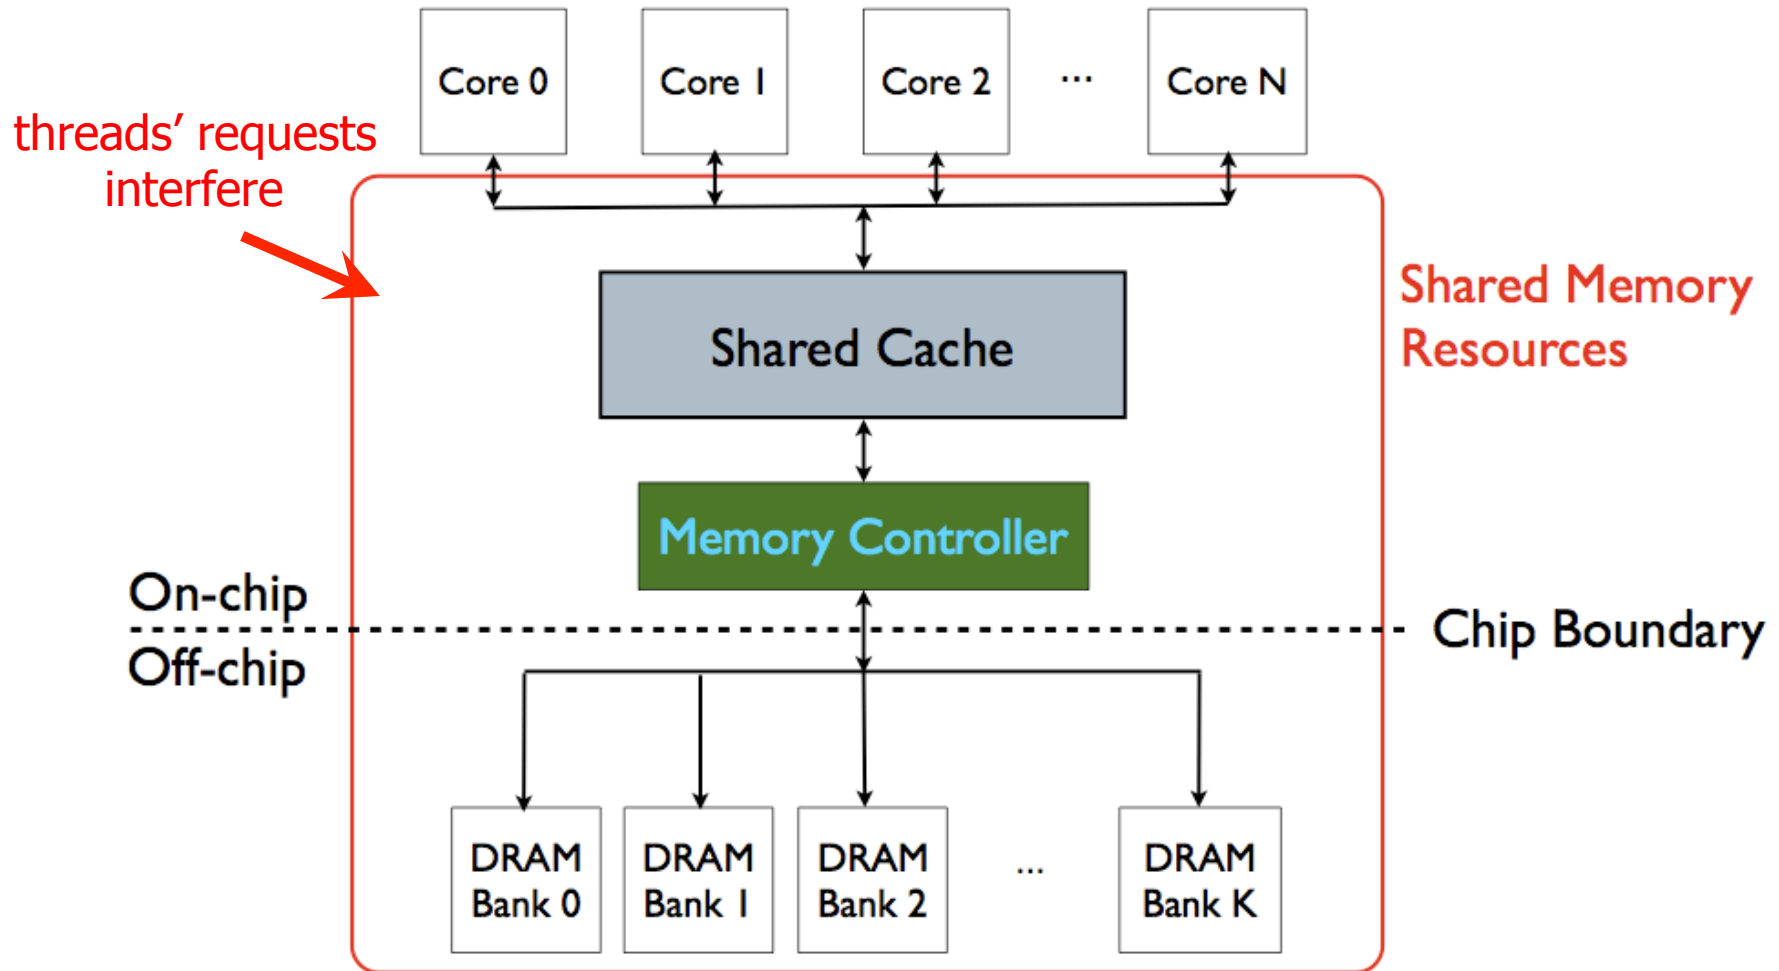 Core 0
Core 1
Core 2
...
Core N
threads’ requests
interfere
Shared Memory
Resources
Shared Cache
Memory Controller
On-chip
Chip Boundary
Off-chip
DRAM
Bank 0
DRAM
Bank 1
DRAM
Bank 2
...
DRAM
Bank K